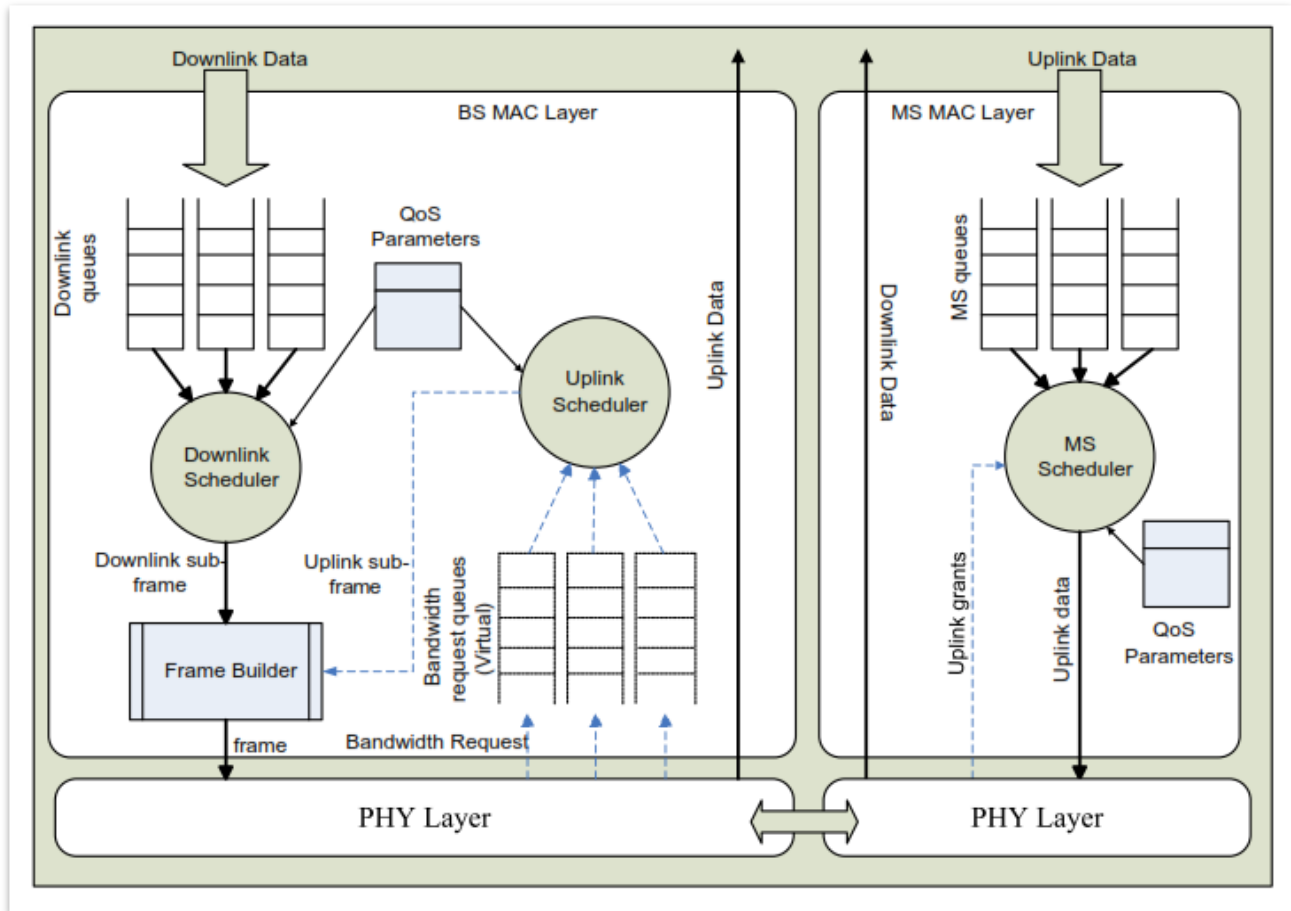 Downlink Data
Uplink Data
BS MAC Layer
MS MAC Layer
QoS
Parameters
Downlink
queues
Uplink Data
Downlink Data
MS queues
Uplink
Scheduler
Downlink
Scheduler
MS
Scheduler
Downlink sub-
frame
Uplink sub-
frame
Bandwidth
request queues
(Virtual)
Uplink grants
Uplink data
QoS
Parameters
Frame Builder
frame
Bandwidth Request
PHY Layer
PHY Layer